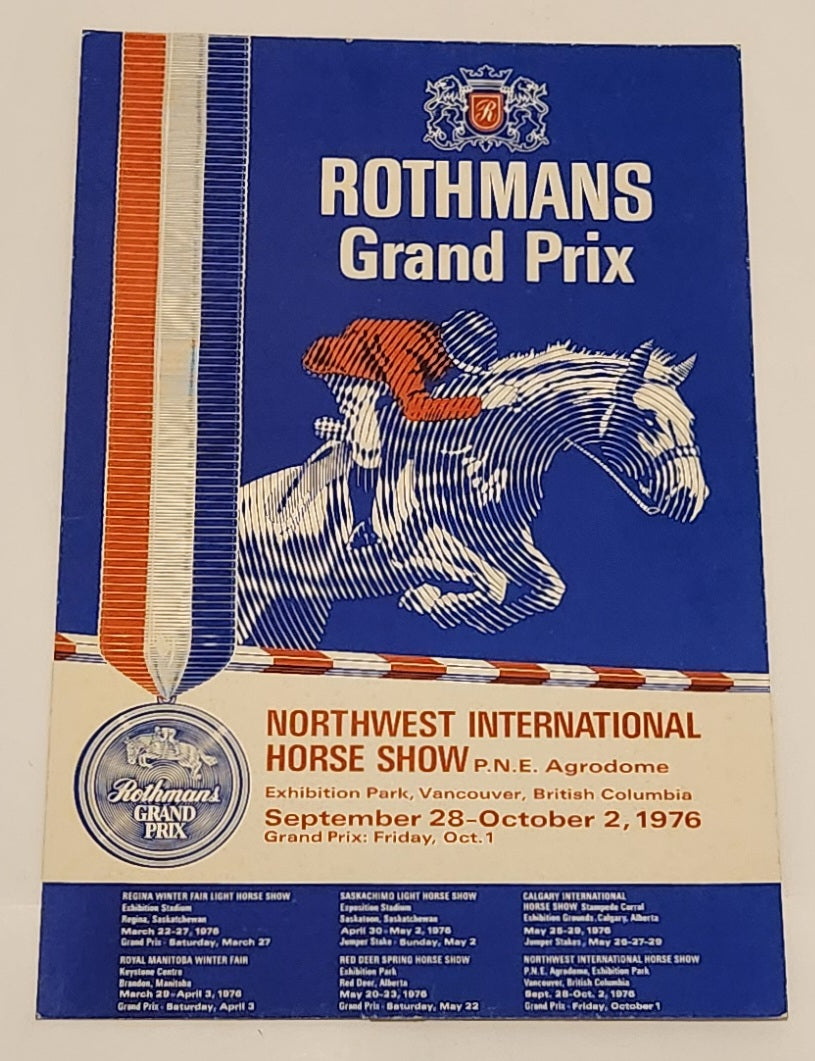 R
ROTHMANS
Grand Prix
NORTHWEST INTERNATIONAL
HORSE SHOW P.N.E. Agrodome
Exhibition Park, Vancouver, British Columbia
September 28-October 2, 1976
Grand Prix: Friday, Oct. 1
Rothmans
GRAND
PRIX
REGINA WINTER FAIR LIGHT HORSE SHOW
Exhibition Stadium
Regina, Saskatchewan
March 22-27, 1976
Grand Prix - Saturday, March 27
ROYAL MANITOBA WINTER FAIR
Keystone Centre
Brandon, Manitoba
March 29 - April 3, 1976
Grand Prix - Saturday, April 3
SASKACHIMO LIGHT HORSE SHOW
Exposition Stadium
Saskatoon, Saskatchewan
April 30 - May 2, 1976
Jumper Stake - Sunday, May 2
RED DEER SPRING HORSE SHOW
Exhibition Park
Red Deer, Alberta
May 20-23, 1976
Grand Prix - Saturday, May 22
CALGARY INTERNATIONAL
HORSE SHOW Stampede Corral
Exhibition Grounds, Calgary, Alberta
May 26-29, 1976
Jumper Stakes, May 26-27-29
NORTHWEST INTERNATIONAL HORSE SHOW
P.N.E. Agrodome, Exhibition Park
Vancouver, British Columbia
Sept. 28-Oct. 2, 1976
Grand Prix - Friday, October 1